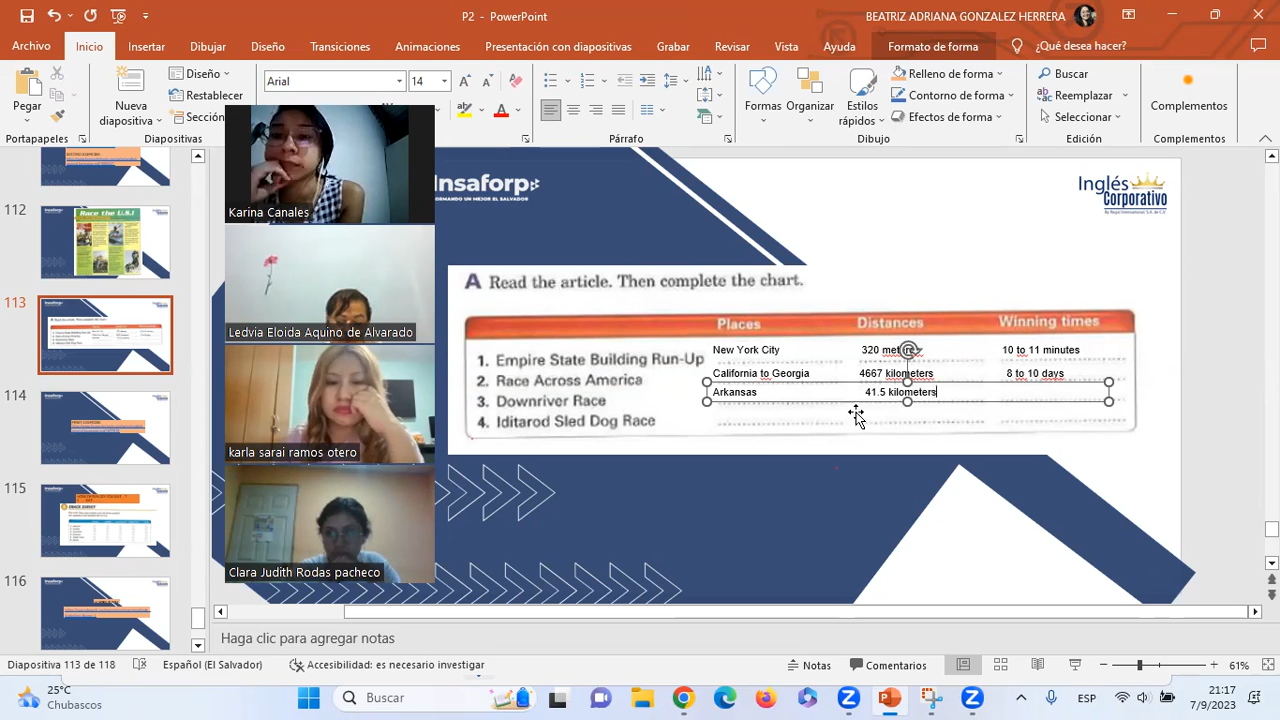 P2 - PowerPoint
BEATRIZ ADRIANA GONZALEZ HERRERA
Archivo Inicio Insertar Dibujar Diseño Transiciones Animaciones Presentación con diapositivas Grabar Revisar Vista Ayuda Formato de forma ¿Qué desea hacer?
Pegar
Portapapeles
Nueva
diapositiva
Diseño
Restablecer
Sección
Diapositivas
Arial 14
Párrafo
Formas
Organizar
Estilos
rápidos
Relleno de forma
Contorno de forma
Efectos de forma
Dibujo
Buscar
Reemplazar
Seleccionar
Edición
Complementos
Complementos
112
Race the U.S.!
113
114
115
116
Karina Canales
Ledvia Eloida Aquino de Alvarado
karla sarai ramos otero
Clara Judith Rodas pacheco
Insaforp
FORMANDO UN MEJOR EL SALVADOR
Inglés
Corporativo
A Read the article. Then complete the chart.
Places Distances Winning times
1. Empire State Building Run-Up New York City 320 met 10 to 11 minutes
2. Race Across America California to Georgia 4667 kilometers 8 to 10 days
3. Downriver Race Arkansas 41.5 kilometers
4. Iditarod Sled Dog Race
Haga clic para agregar notas
Diapositiva 113 de 118 Español (El Salvador) Accesibilidad: es necesario investigar Notas Comentarios 61%
25°C
Chubascos
Buscar
ESP
21:17
7/9/2023